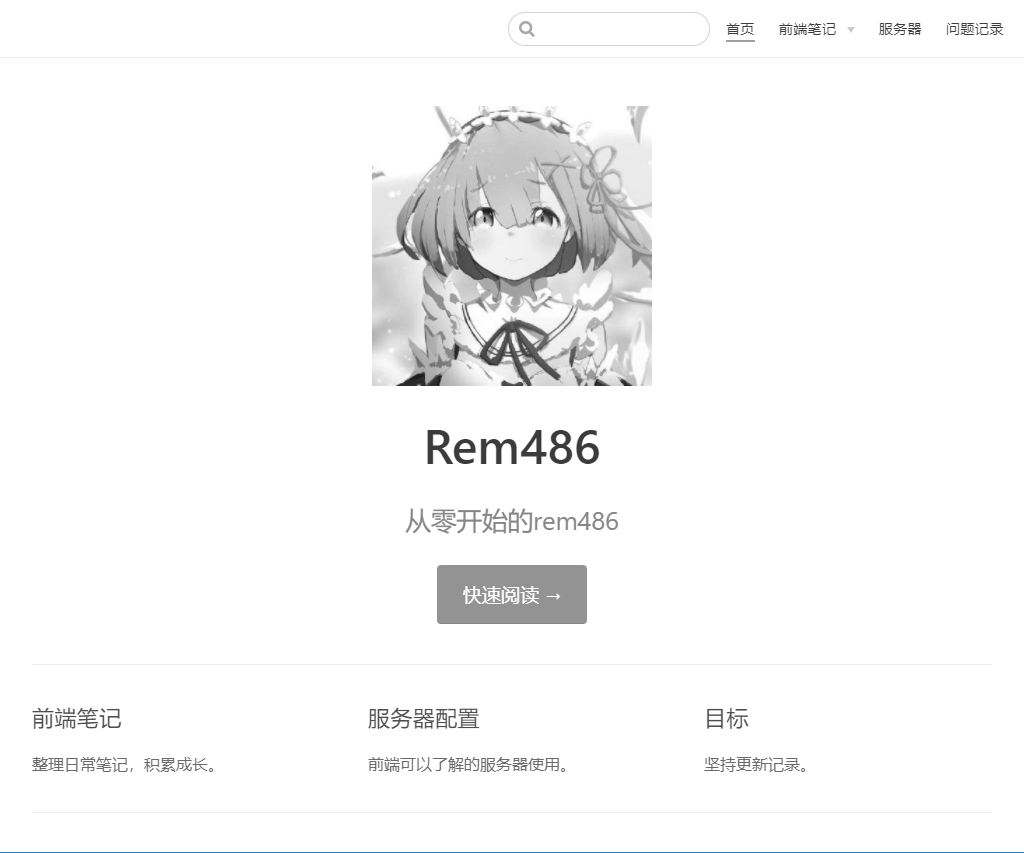 首页 前端笔记 服务器 问题记录
Rem486
从零开始的rem486
快速阅读 →
前端笔记
整理日常笔记，积累成长。
服务器配置
前端可以了解的服务器使用。
目标
坚持更新记录。